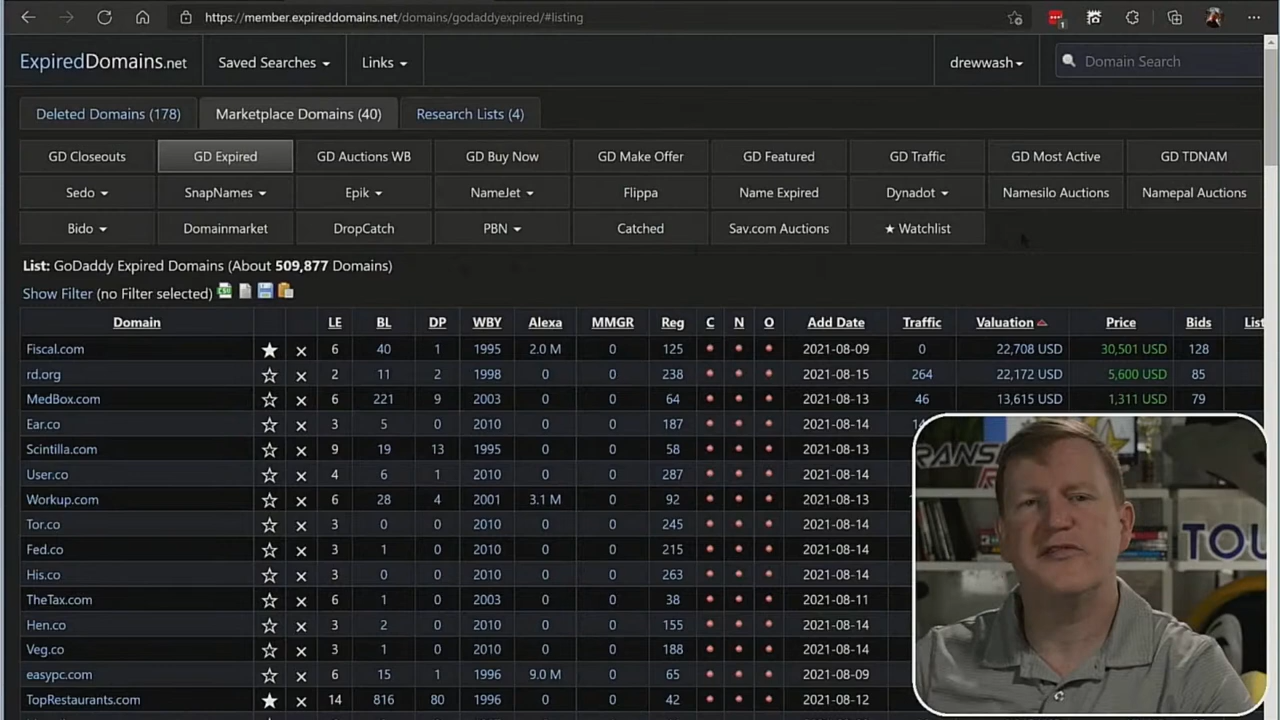 https://member.expireddomains.net/domains/godaddyexpired/#listing
1
ExpiredDomains.net Saved Searches Links drewwash Domain Search
Deleted Domains (178) Marketplace Domains (40) Research Lists (4)
GD Closeouts GD Expired GD Auctions WB GD Buy Now GD Make Offer GD Featured GD Traffic GD Most Active GD TDNAM
Sedo SnapNames Epik NameJet Flippa Name Expired Dynadot Namesilo Auctions Namepal Auctions
Bido Domainmarket DropCatch PBN Catched Sav.com Auctions ★ Watchlist
List: GoDaddy Expired Domains (About 509,877 Domains)
Show Filter (no Filter selected)
Domain LE BL DP WBY Alexa MMGR Reg C N O Add Date Traffic Valuation Price Bids
Fiscal.com 6 40 1 1995 2.0 M 0 125 2021-08-09 0 22,708 USD 30,501 USD 128
rd.org 2 11 2 1998 0 0 238 2021-08-15 264 22,172 USD 5,600 USD 85
MedBox.com 6 221 9 2003 0 0 64 2021-08-13 46 13,615 USD 1,311 USD 79
Ear.co 3 5 0 2010 0 0 187 2021-08-14
Scintilla.com 9 19 13 1995 0 0 58 2021-08-13
User.co 4 6 1 2010 0 0 287 2021-08-14
Workup.com 6 28 4 2001 3.1 M 0 92 2021-08-13
Tor.co 3 0 0 2010 0 0 245 2021-08-14
Fed.co 3 1 0 2010 0 0 215 2021-08-14
His.co 3 0 0 2010 0 0 263 2021-08-14
TheTax.com 6 1 0 2003 0 0 38 2021-08-11
Hen.co 3 2 0 2010 0 0 155 2021-08-14
Veg.co 3 1 0 2010 0 0 188 2021-08-14
easypc.com 6 15 1 1996 9.0 M 0 65 2021-08-09
TopRestaurants.com 14 816 80 1996 0 0 42 2021-08-12